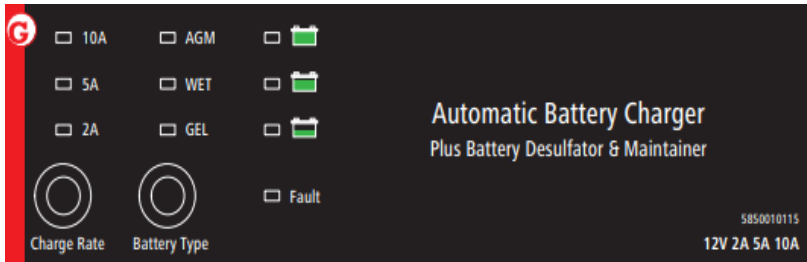 G
10A AGM
5A WET
2A GEL
Fault
Charge Rate Battery Type
Automatic Battery Charger
Plus Battery Desulfator & Maintainer
5850010115
12V 2A 5A 10A